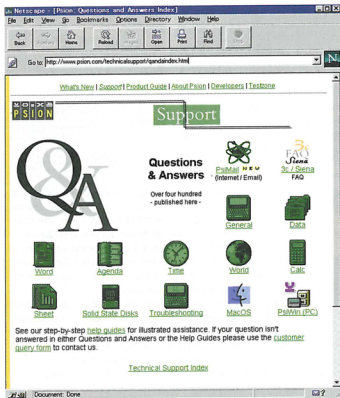 Netscape - [Psion: Questions and Answers Index]
File Edit View Go Bookmarks Options Directory Window Help
Back Forward Home Reload Images Open Print Find Stop
Go to: http://www.psion.com/technicalsupport/qandaindex.html
N
What's New | Support | Product Guide | About Psion | Developers | Testzone
PSION
Support
Q&A
Questions
& Answers
Over four hundred
- published here -
PsiMail NEW
(Internet / Email)
3c
FAQ
Siena
3c / Siena
FAQ
General
Data
Word
Agenda
Time
World
Calc
Sheet
Solid State Disks
Troubleshooting
MacOS
PsiWin (PC)
See our step-by-step help guides for illustrated assistance. If your question isn't
answered in either Questions and Answers or the Help Guides please use the customer
query form to contact us.
Technical Support Index
Document: Done